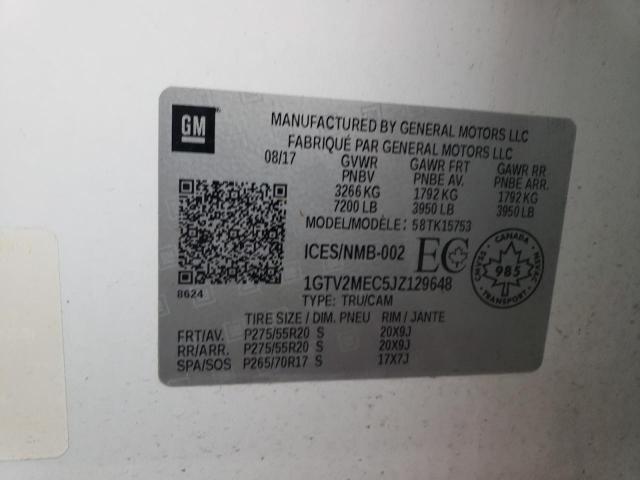 GM
MANUFACTURED BY GENERAL MOTORS LLC
FABRIQUÉ PAR GENERAL MOTORS LLC
08/17 GVWR GAWR FRT GAWR RR
PNBV PNBE AV. PNBE ARR.
3266 KG 1792 KG 1792 KG
7200 LB 3950 LB 3950 LB
MODEL/MODÈLE: 58TK15753
ICES/NMB-002 EC
CANADA
985
SVAMC NSVAC
TRANSPORT
8624
1GTV2MEC5JZ129648
TYPE: TRU/CAM
TIRE SIZE / DIM. PNEU RIM / JANTE
FRT/AV. P275/55R20 S 20X9J
RR/ARR. P275/55R20 S 20X9J
SPA/SOS P265/70R17 S 17X7J